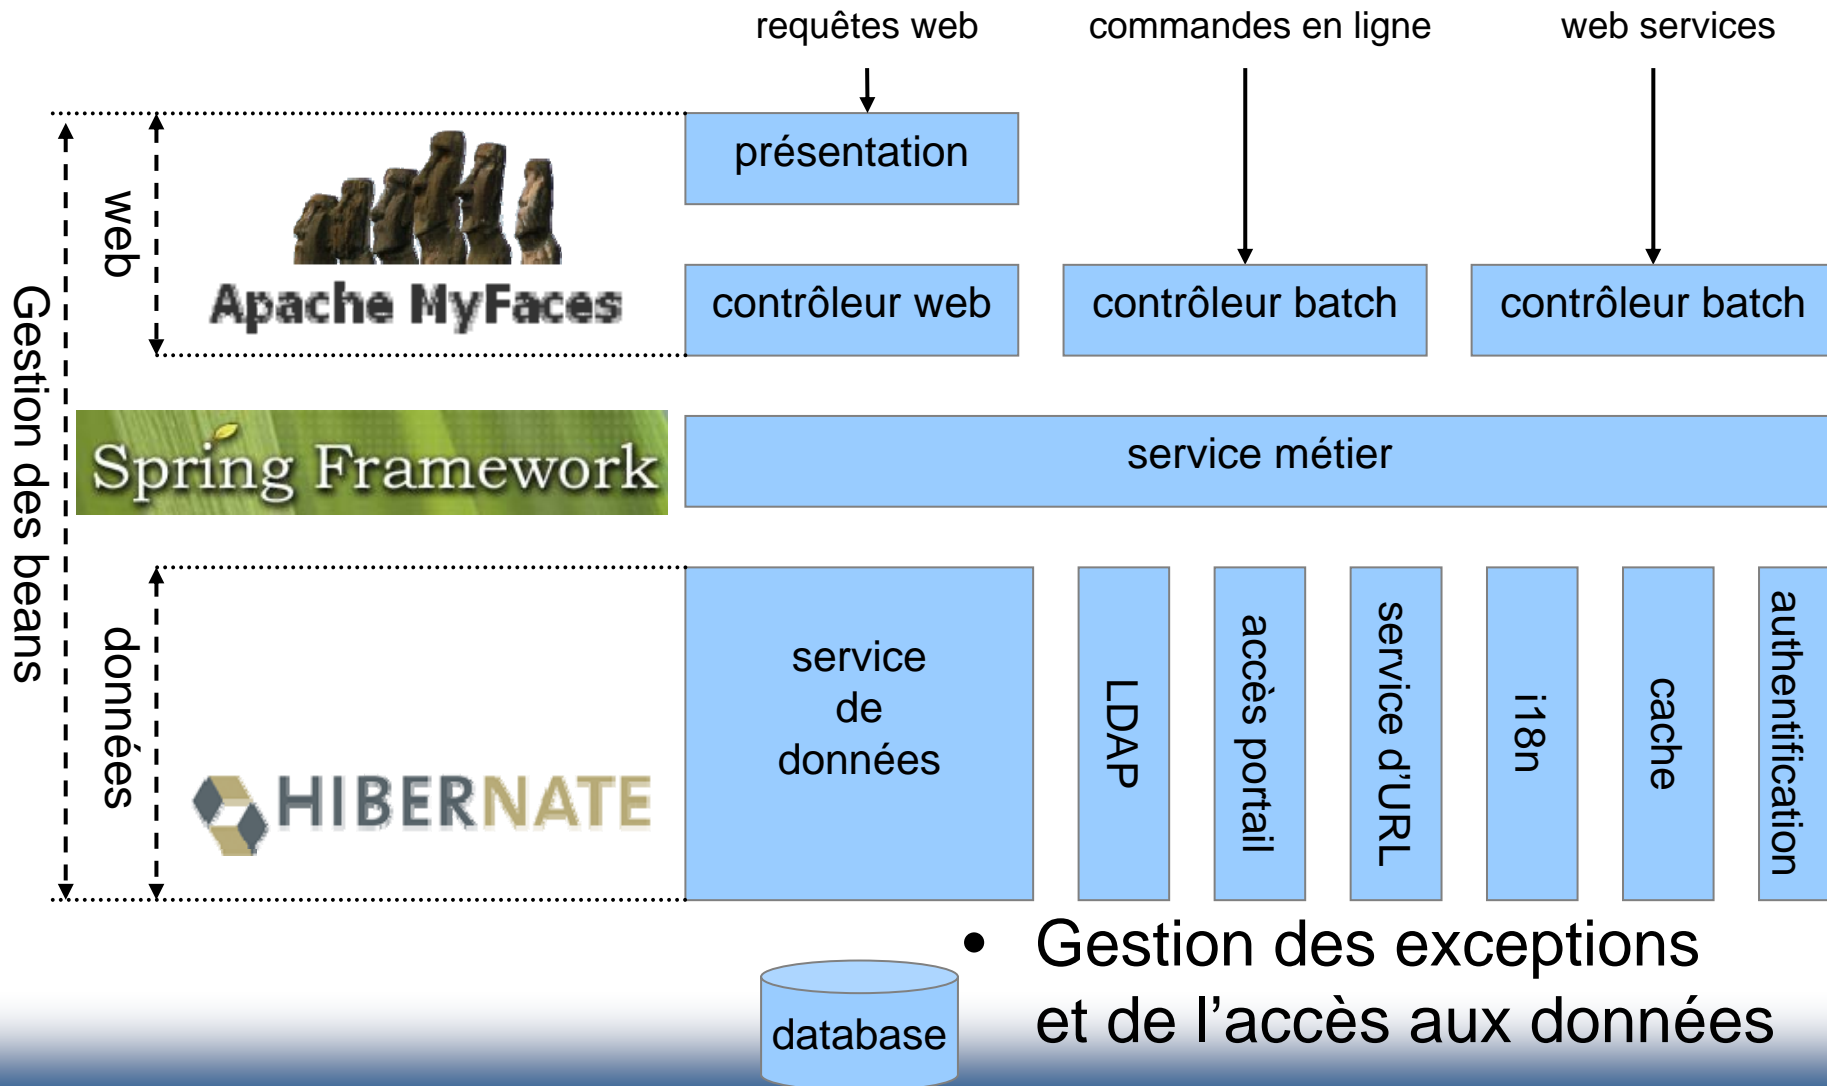 requêtes web
commandes en ligne
web services
présentation
web
Apache MyFaces
contrôleur web
contrôleur batch
contrôleur batch
Gestion des beans
Spring Framework
service métier
données
HIBERNATE
service
de
données
LDAP
accès portail
service d’URL
i18n
cache
authentification
• Gestion des exceptions
et de l’accès aux données
database